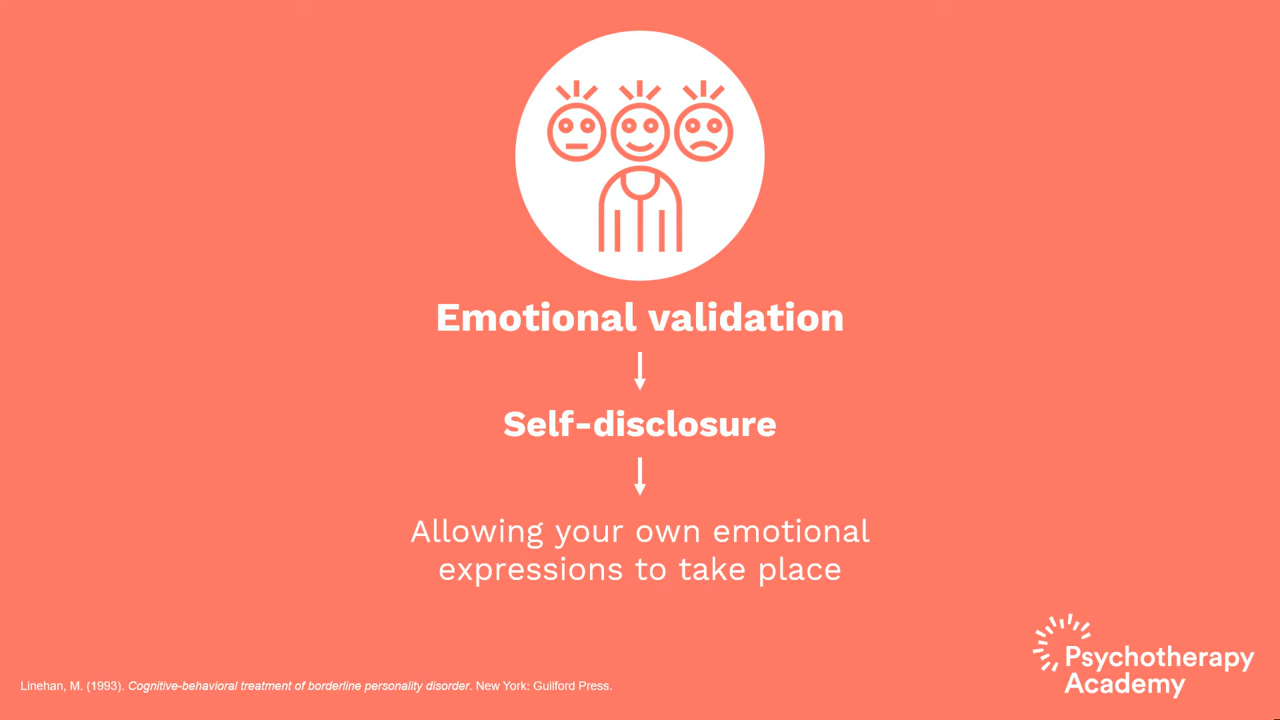 Emotional validation
Self-disclosure
Allowing your own emotional
expressions to take place
Psychotherapy
Academy
Linehan, M. (1993). Cognitive-behavioral treatment of borderline personality disorder. New York: Guilford Press.